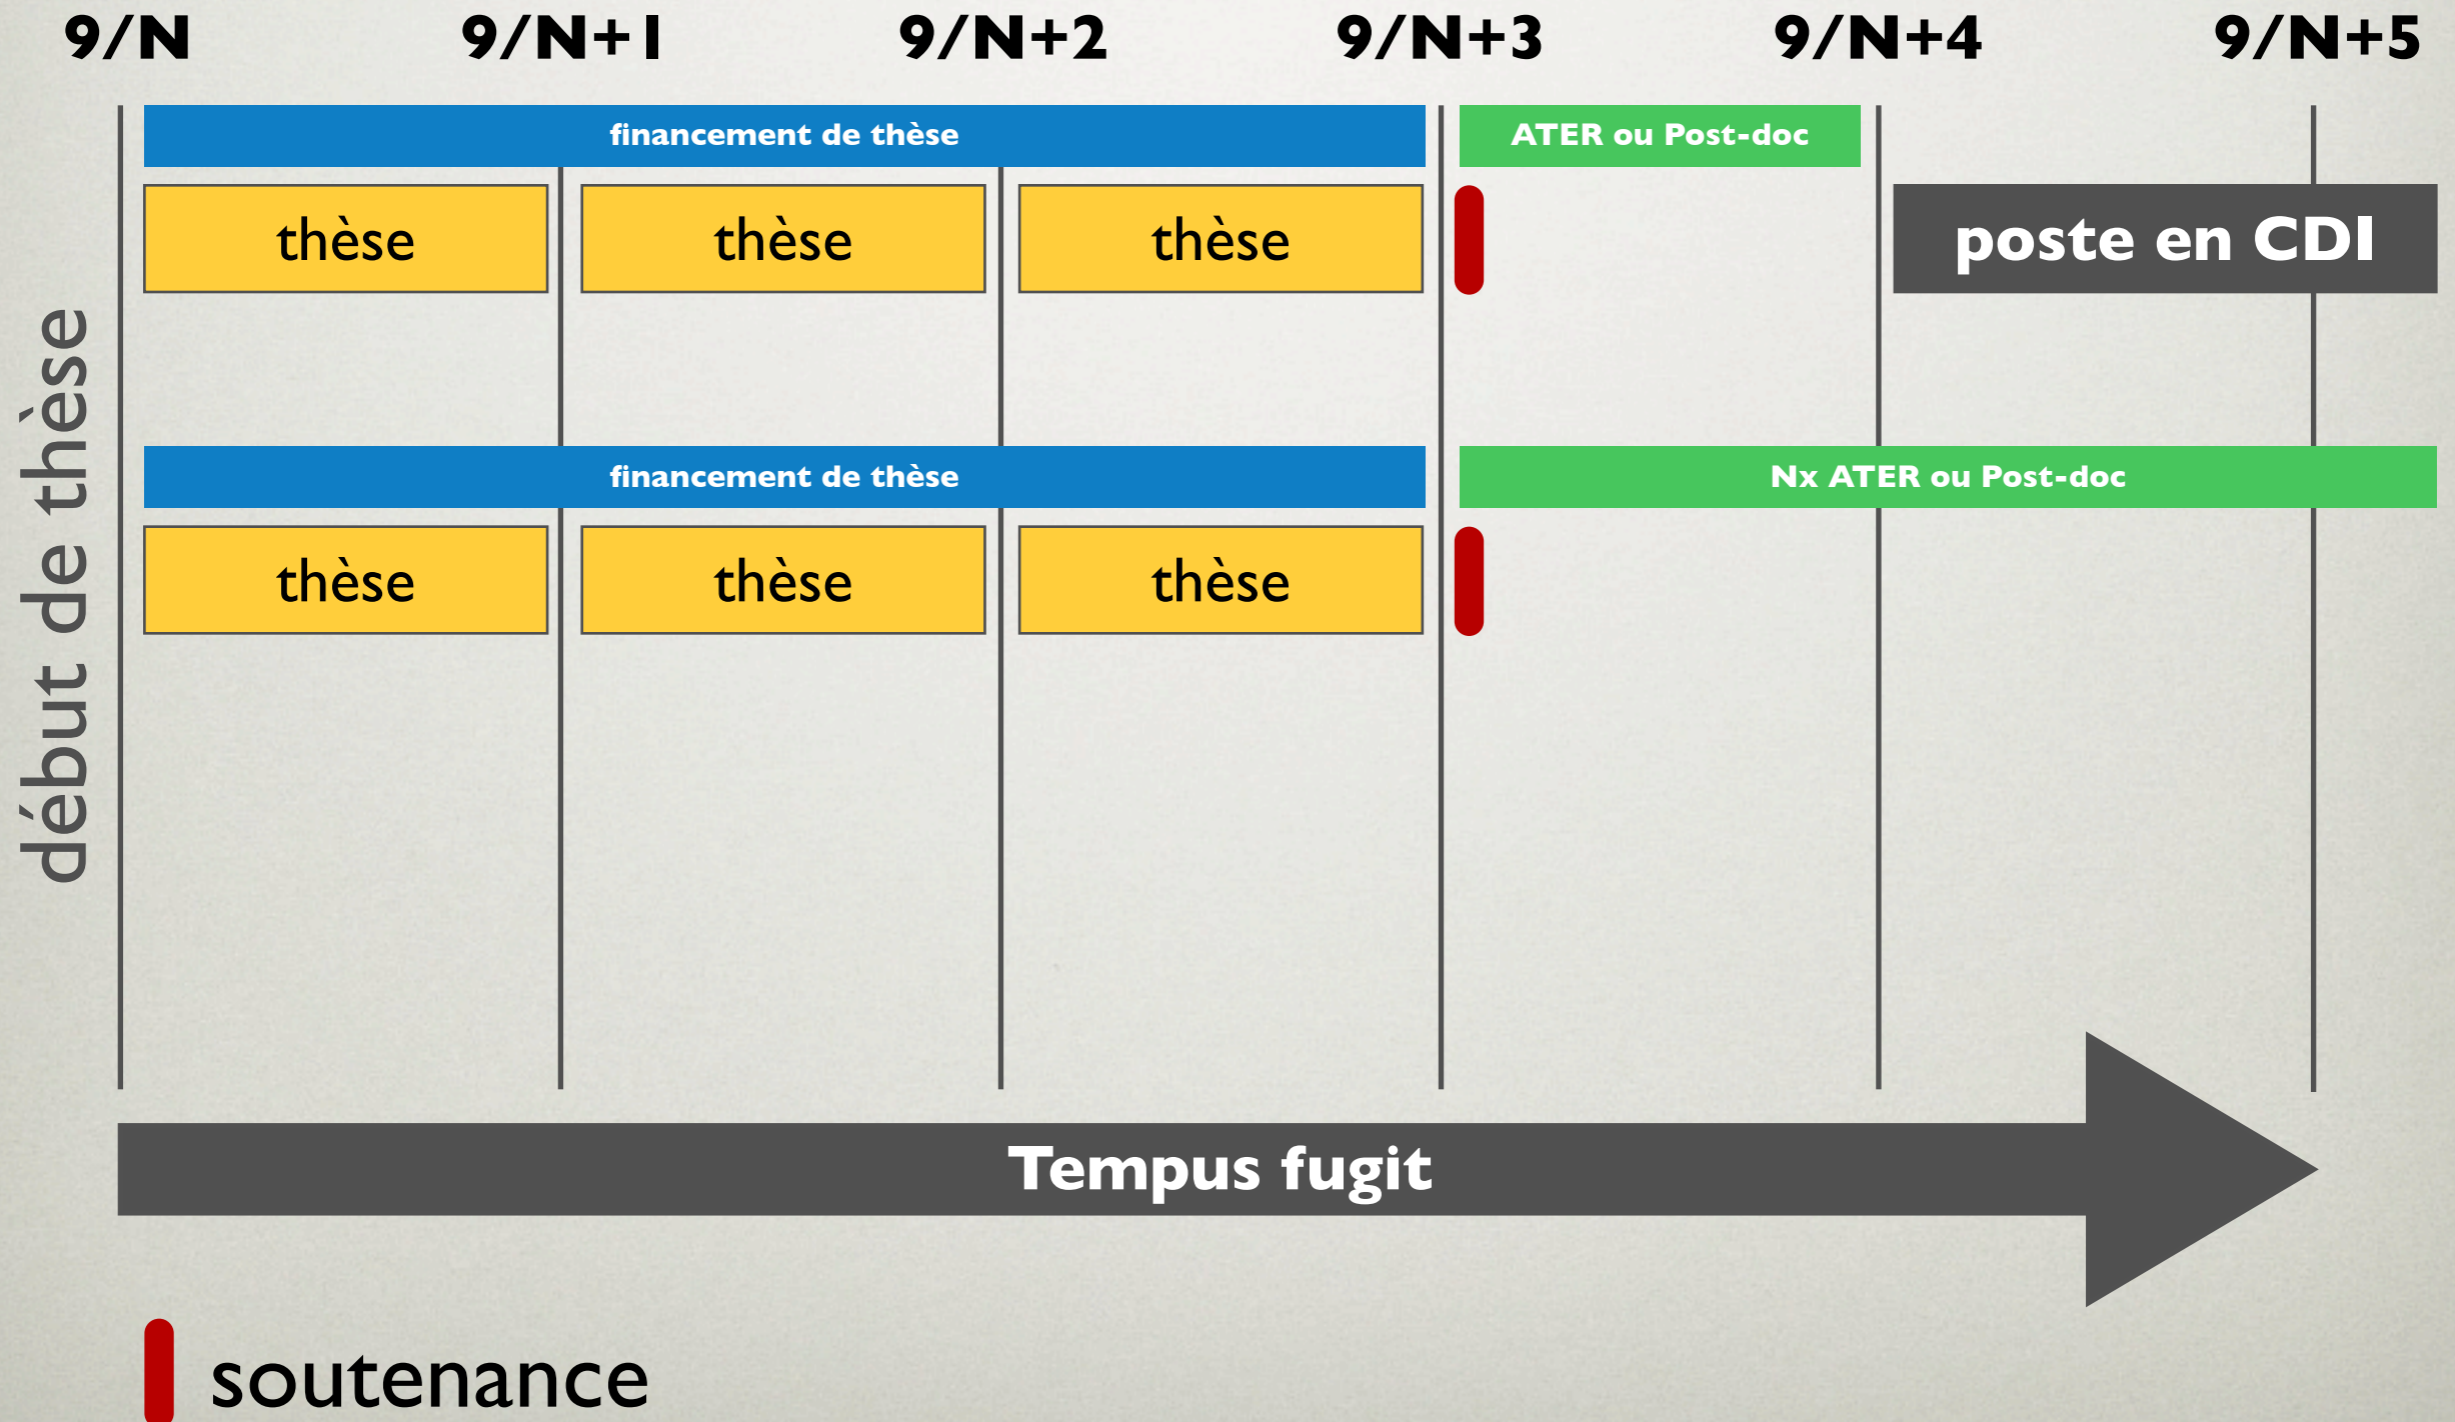 9/N 9/N+1 9/N+2 9/N+3 9/N+4 9/N+5
financement de thèse ATER ou Post-doc
thèse thèse thèse poste en CDI
début de thèse
financement de thèse Nx ATER ou Post-doc
thèse thèse thèse
Tempus fugit
soutenance